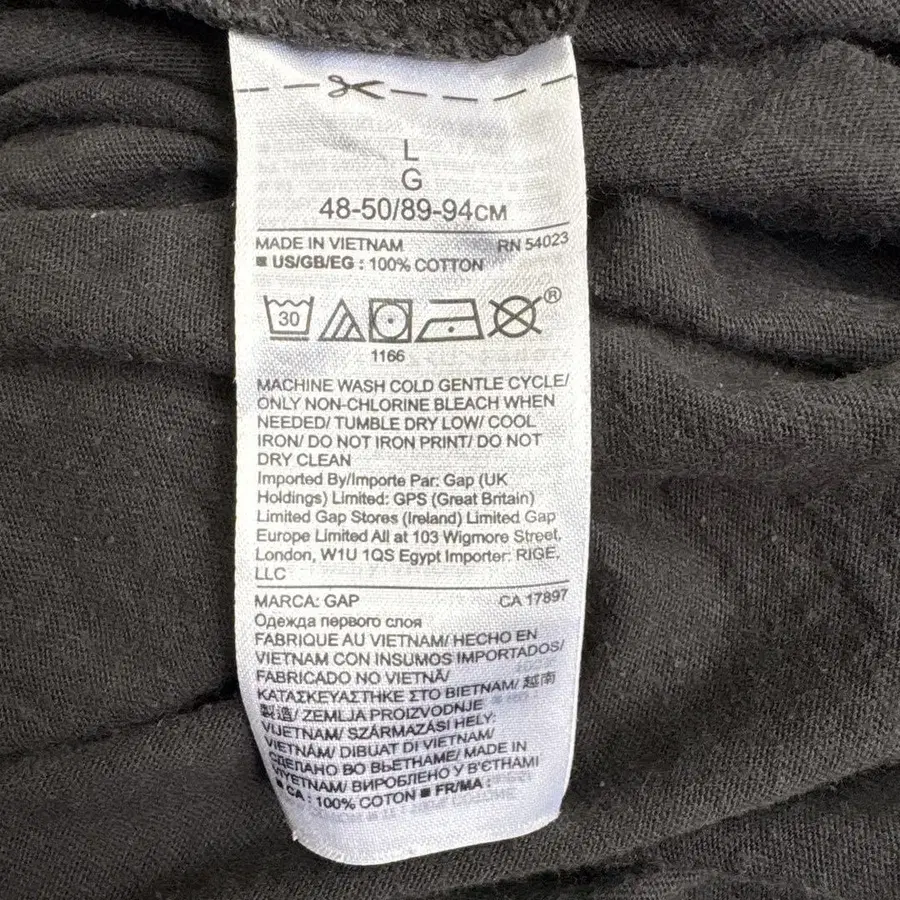 L
G
48-50/89-94CM
MADE IN VIETNAM RN 54023
US/GB/EG : 100% COTTON
30 ®
1166
MACHINE WASH COLD GENTLE CYCLE/
ONLY NON-CHLORINE BLEACH WHEN
NEEDED/ TUMBLE DRY LOW/ COOL
IRON/ DO NOT IRON PRINT/ DO NOT
DRY CLEAN
Imported By/Importe Par: Gap (UK
Holdings) Limited: GPS (Great Britain)
Limited Gap Stores (Ireland) Limited Gap
Europe Limited All at 103 Wigmore Street,
London, W1U 1QS Egypt Importer: RIGE,
LLC
MARCA: GAP CA 17897
Одежда первого слоя
FABRIQUE AU VIETNAM/ HECHO EN
VIETNAM CON INSUMOS IMPORTADOS/
FABRICADO NO VIETNÃ/
ΚΑΤΑΣΚΕΥΑΣΤΗΚΕ ΣΤΟ ΒΙΕΤΝΑΜ/ 越南
製造/ ZEMLJA PROIZVODNJE
VIJETNAM/ SZÁRMAZÁSI HELY:
VIETNÁM/ DIBUAT DI VIETNAM/
СДЕЛАНО ВО ВЬЕТНАМЕ/ MADE IN
VIYETNAM/ ВИРОБЛЕНО У В'ЄТНАМІ
CA : 100% COTON FR/MA :